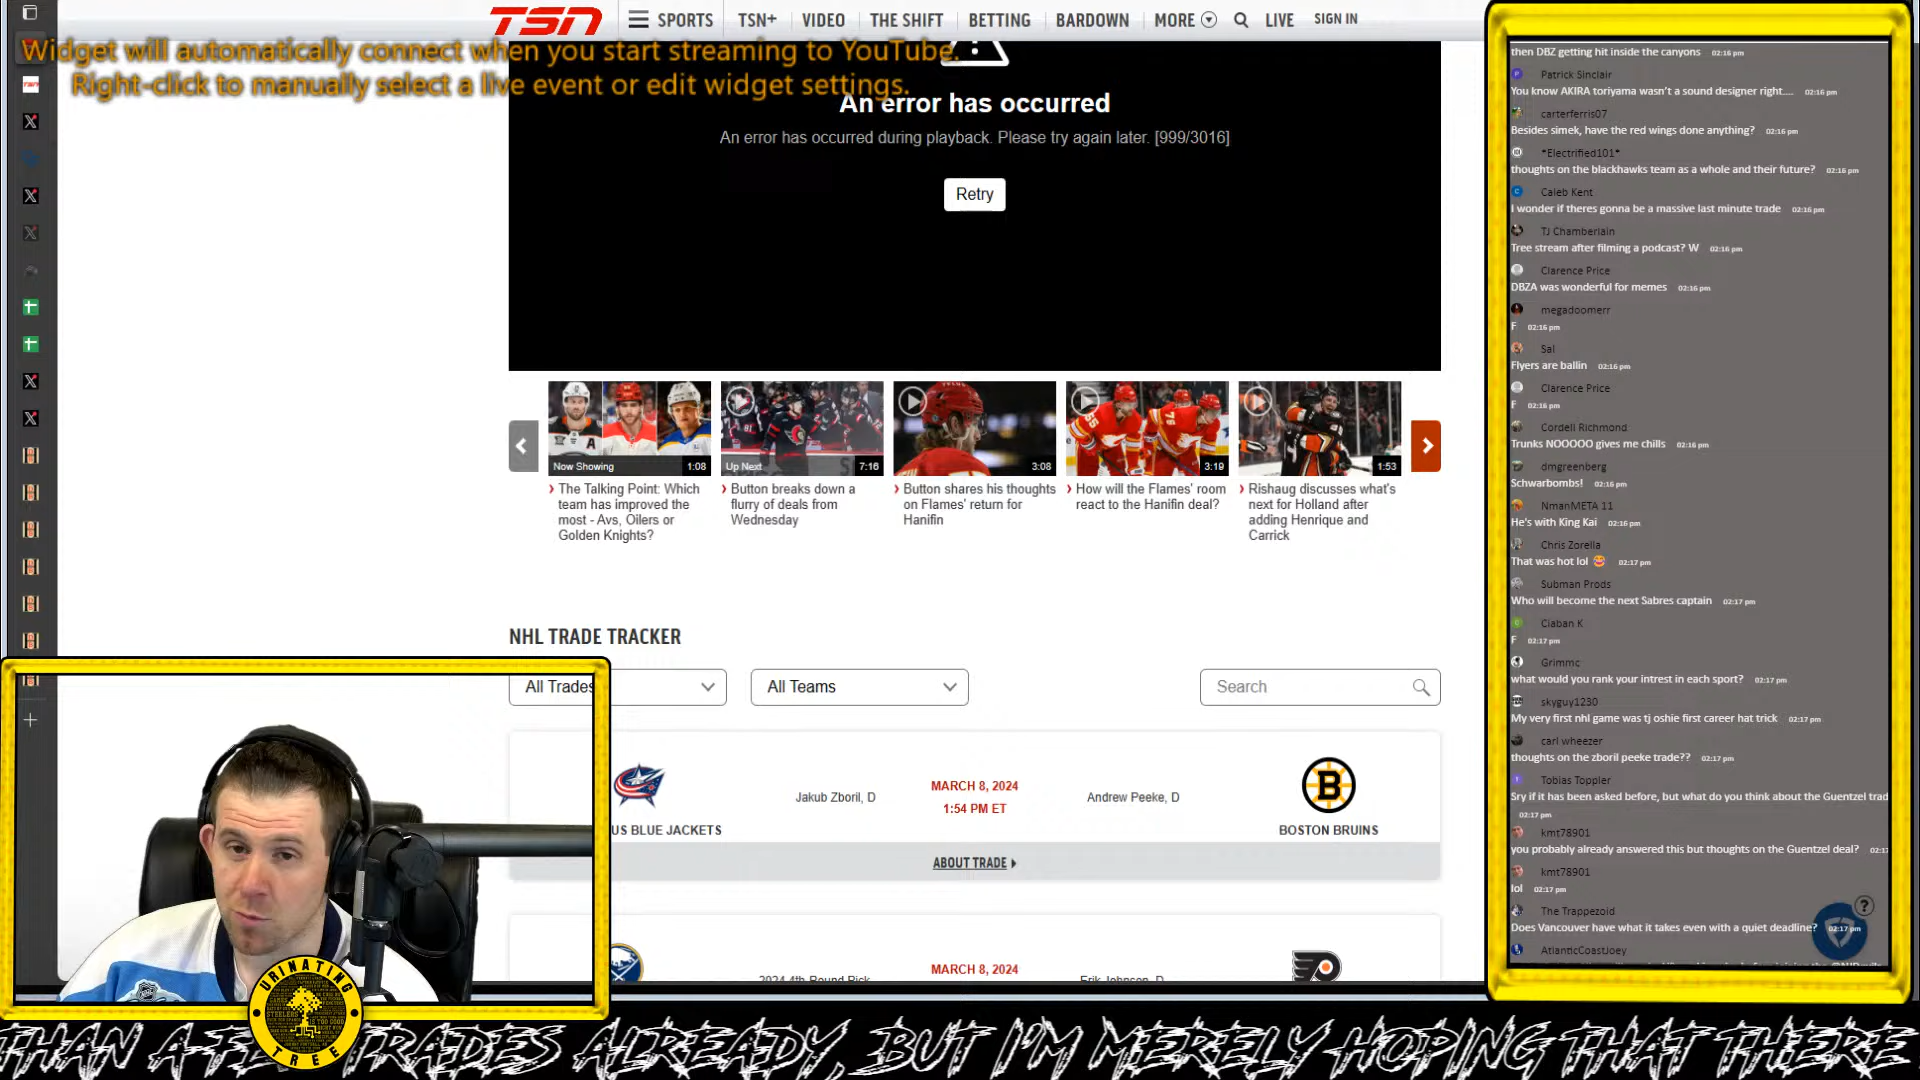 TSN
SPORTS
TSN+
VIDEO
THE SHIFT
BETTING
BARDOWN
MORE
LIVE
SIGN IN
Widget will automatically connect when you start streaming to YouTube.
Right-click to manually select a live event or edit widget settings.
An error has occurred
An error has occurred during playback. Please try again later. [999/3016]
Retry
Now Showing
1:08
Up Next
7:16
3:08
3:19
1:53
The Talking Point: Which
team has improved the
most - Avs, Oilers or
Golden Knights?
Button breaks down a
flurry of deals from
Wednesday
Button shares his thoughts
on Flames' return for
Hanifin
How will the Flames' room
react to the Hanifin deal?
Rishaug discusses what's
next for Holland after
adding Henrique and
Carrick
NHL TRADE TRACKER
All Trades
All Teams
Search
US BLUE JACKETS
Jakub Zboril, D
MARCH 8, 2024
1:54 PM ET
Andrew Peeke, D
BOSTON BRUINS
ABOUT TRADE
2024 4th Round Pick
MARCH 8, 2024
Erik Johnson, D
then DBZ getting hit inside the canyons 02:16 pm
Patrick Sinclair
You know AKIRA toriyama wasn't a sound designer right.... 02:16 pm
carterferris07
Besides simek, have the red wings done anything? 02:16 pm
*Electrified101*
thoughts on the blackhawks team as a whole and their future? 02:16 pm
Caleb Kent
I wonder if theres gonna be a massive last minute trade 02:16 pm
TJ Chamberlain
Tree stream after filming a podcast? W 02:16 pm
Clarence Price
DBZA was wonderful for memes 02:16 pm
megadoomerr
F 02:16 pm
Sal
Flyers are ballin 02:16 pm
Clarence Price
F 02:16 pm
Cordell Richmond
Trunks NOOOOO gives me chills 02:16 pm
dmgreenberg
Schwarbombs! 02:16 pm
NmanMETA 11
He's with King Kai 02:16 pm
Chris Zorella
That was hot lol 02:17 pm
Subman Prods
Who will become the next Sabres captain 02:17 pm
Ciaban K
F 02:17 pm
Grimmc
what would you rank your intrest in each sport? 02:17 pm
skyguy1230
My very first nhl game was tj oshie first career hat trick 02:17 pm
carl wheezer
thoughts on the zboril peeke trade?? 02:17 pm
Tobias Toppler
Sry if it has been asked before, but what do you think about the Guentzel trad
02:17 pm
kmt78901
you probably already answered this but thoughts on the Guentzel deal? 02:17
kmt78901
lol 02:17 pm
The Trappezoid
Does Vancouver have what it takes even with a quiet deadline? 02:17 pm
AtlanticCoastJoey
URINATING
TREE
THAN A FEW TRADES ALREADY, BUT I'M MERELY HOPING THAT THERE